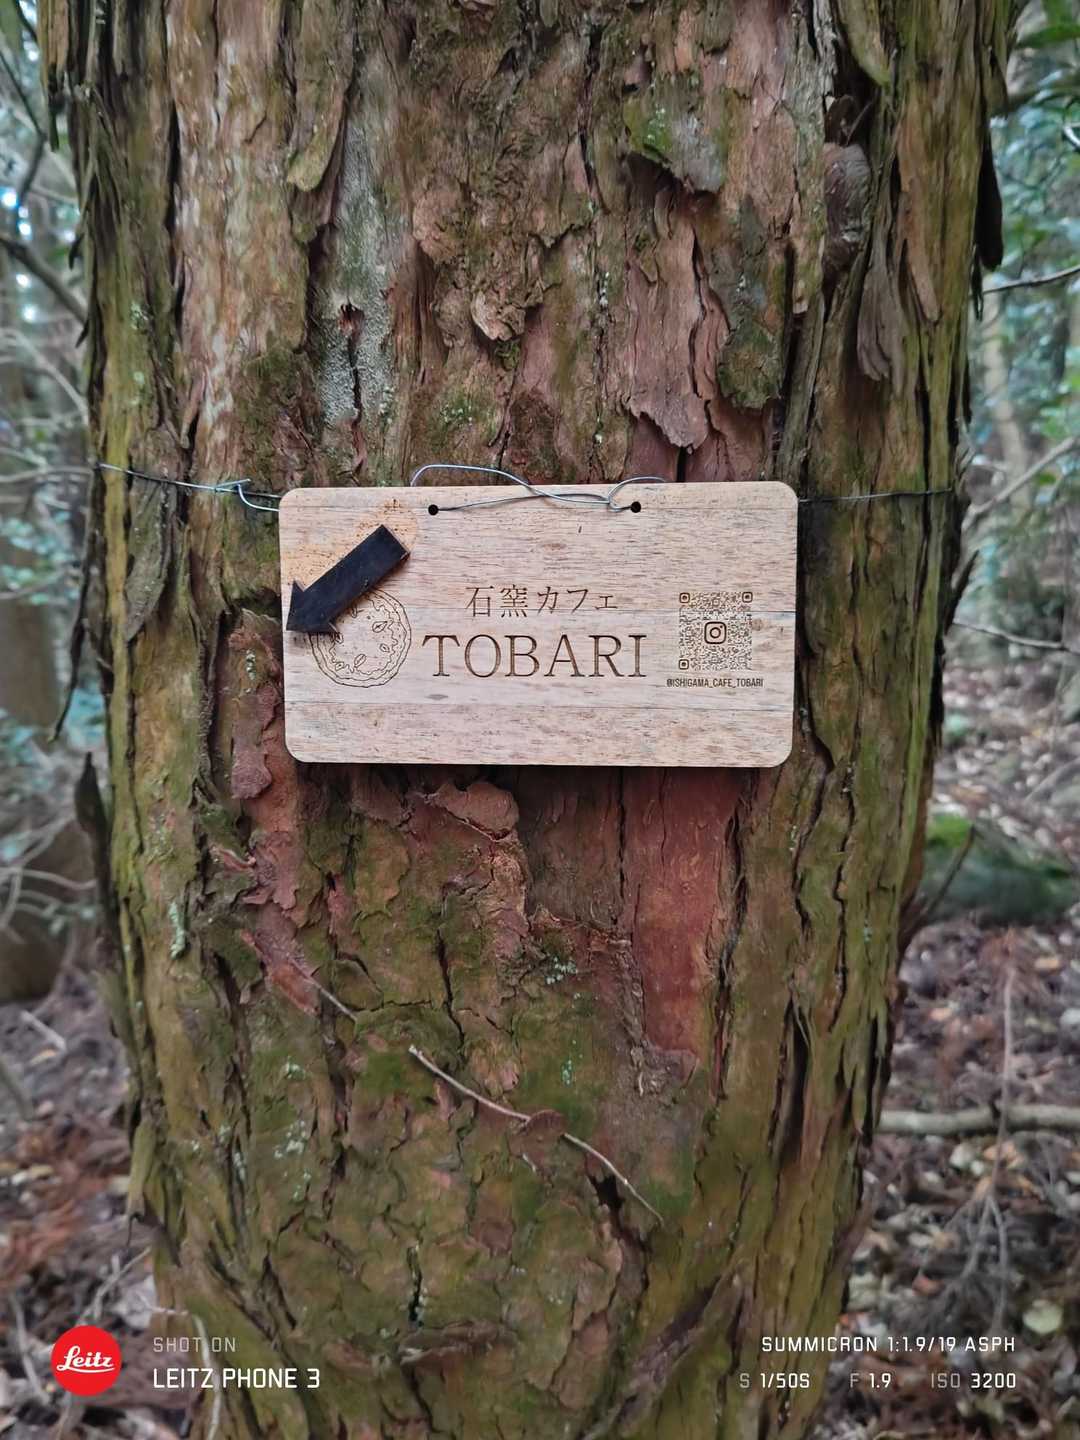 石窯カフェ
TOBARI
@ISHIGAMA_CAFE_TOBARI
Leitz
SHOT ON
LEITZ PHONE 3
SUMMICRON 1:1.9/19 ASPH
S 1/50S F 1.9 ISO 3200